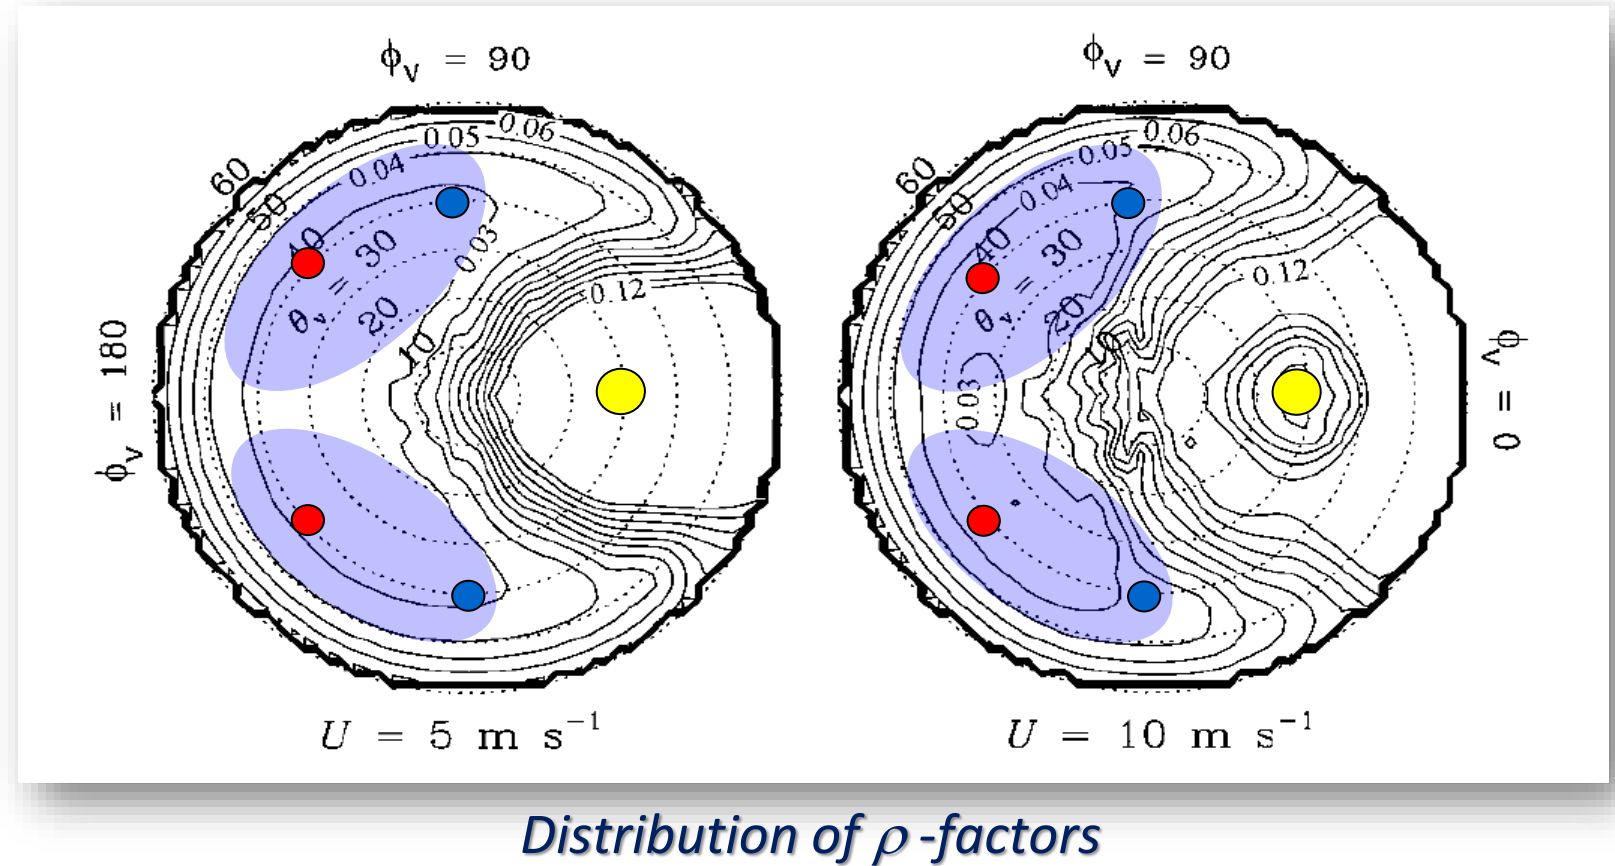 ϕv = 90
ϕv = 90
0.05
0.06
0.04
60
50
40
θv = 30
20
10
0.03
0.12
ϕv = 180
0.06
0.05
0.04
60
50
40
θv = 30
20
10
0.03
0.12
ϕv = 0
U = 5 m s⁻¹
U = 10 m s⁻¹
Distribution of ρ -factors